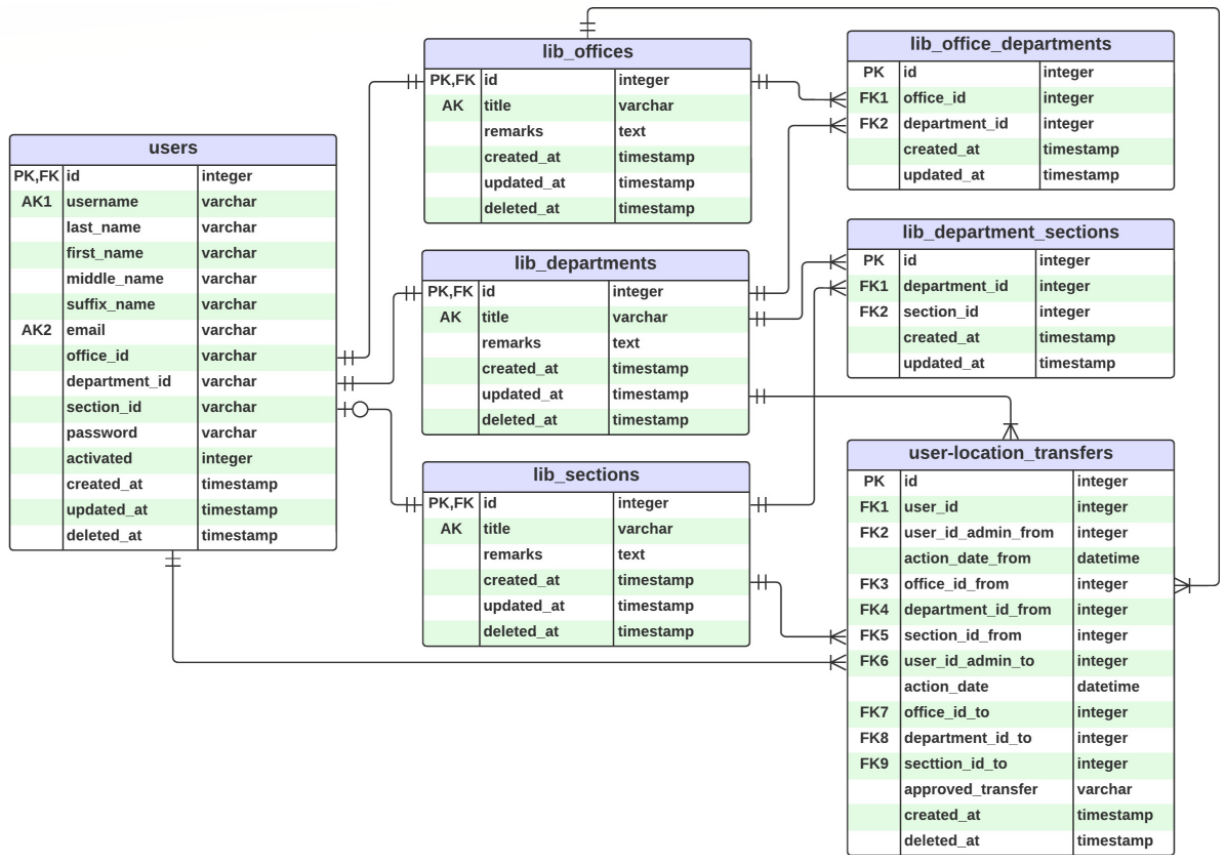 users
PK,FK id integer
AK1 username varchar
last_name varchar
first_name varchar
middle_name varchar
suffix_name varchar
AK2 email varchar
office_id varchar
department_id varchar
section_id varchar
password varchar
activated integer
created_at timestamp
updated_at timestamp
deleted_at timestamp
lib_offices
PK,FK id integer
AK title varchar
remarks text
created_at timestamp
updated_at timestamp
deleted_at timestamp
lib_departments
PK,FK id integer
AK title varchar
remarks text
created_at timestamp
updated_at timestamp
deleted_at timestamp
lib_sections
PK,FK id integer
AK title varchar
remarks text
created_at timestamp
updated_at timestamp
deleted_at timestamp
lib_office_departments
PK id integer
FK1 office_id integer
FK2 department_id integer
created_at timestamp
updated_at timestamp
lib_department_sections
PK id integer
FK1 department_id integer
FK2 section_id integer
created_at timestamp
updated_at timestamp
user-location_transfers
PK id integer
FK1 user_id integer
FK2 user_id_admin_from integer
action_date_from datetime
FK3 office_id_from integer
FK4 department_id_from integer
FK5 section_id_from integer
FK6 user_id_admin_to integer
action_date datetime
FK7 office_id_to integer
FK8 department_id_to integer
FK9 secttion_id_to integer
approved_transfer varchar
created_at timestamp
deleted_at timestamp